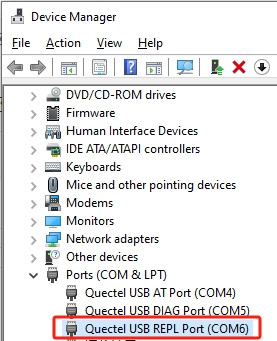 Device Manager
File Action View Help
DVD/CD-ROM drives
Firmware
Human Interface Devices
IDE ATA/ATAPI controllers
Keyboards
Mice and other pointing devices
Modems
Monitors
Network adapters
Other devices
Ports (COM & LPT)
Quectel USB AT Port (COM4)
Quectel USB DIAG Port (COM5)
Quectel USB REPL Port (COM6)